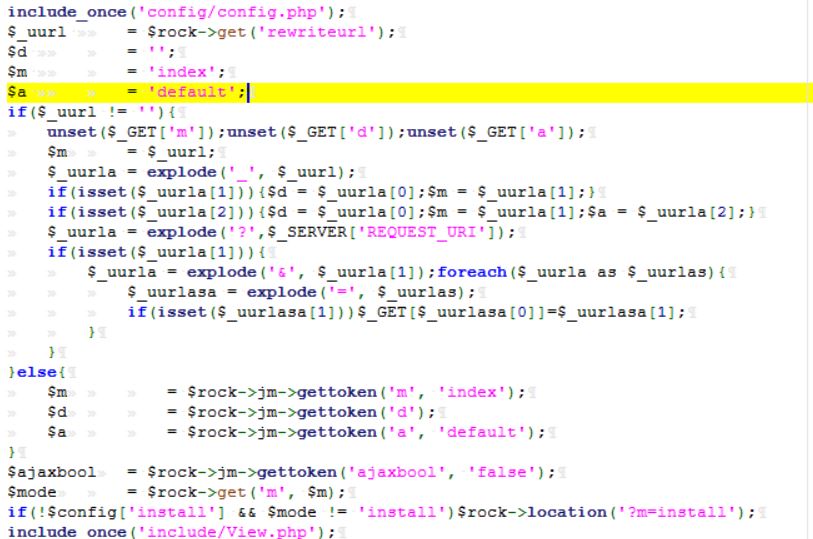 include_once('config/config.php');
$_uurl = $rock->get('rewriteurl');
$d = '';
$m = 'index';
$a = 'default';
if($_uurl != ''){
unset($_GET['m']);unset($_GET['d']);unset($_GET['a']);
$m = $_uurl;
$_uurla = explode('_', $_uurl);
if(isset($_uurla[1])){$d = $_uurla[0];$m = $_uurla[1];}
if(isset($_uurla[2])){$d = $_uurla[0];$m = $_uurla[1];$a = $_uurla[2];}
$_uurla = explode('?',$_SERVER['REQUEST_URI']);
if(isset($_uurla[1])){
$_uurla = explode('&', $_uurla[1]);foreach($_uurla as $_uurlas){
$_uurlasa = explode('=', $_uurlas);
if(isset($_uurlasa[1]))$_GET[$_uurlasa[0]]=$_uurlasa[1];
}
}
}else{
$m = $rock->jm->gettoken('m', 'index');
$d = $rock->jm->gettoken('d');
$a = $rock->jm->gettoken('a', 'default');
}
$ajaxbool = $rock->jm->gettoken('ajaxbool', 'false');
$mode = $rock->get('m', $m);
if(!$config['install'] && $mode != 'install')$rock->location('?m=install');
include_once('include/View.php');